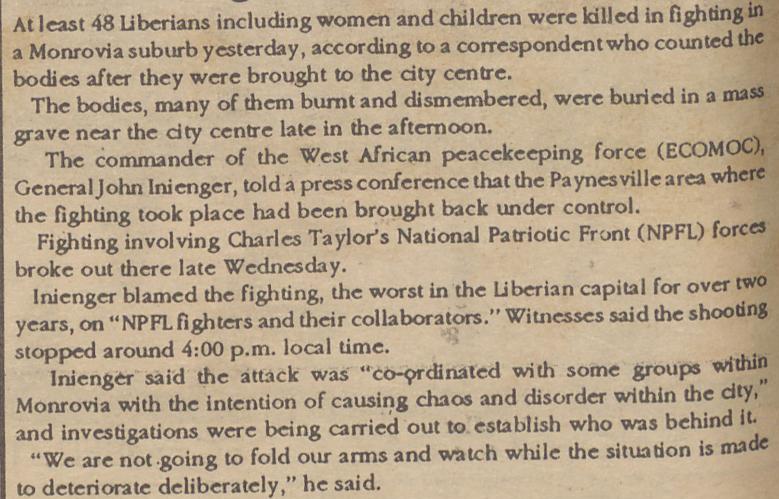 At least 48 Liberians including women and children were killed in fighting in
a Monrovia suburb yesterday, according to a correspondent who counted the
bodies after they were brought to the city centre.
The bodies, many of them burnt and dismembered, were buried in a mass
grave near the city centre late in the afternoon.
The commander of the West African peacekeeping force (ECOMOC),
General John Inienger, told a press conference that the Paynesville area where
the fighting took place had been brought back under control.
Fighting involving Charles Taylor's National Patriotic Front (NPFL) forces
broke out there late Wednesday.
Inienger blamed the fighting, the worst in the Liberian capital for over two
years, on "NPFL fighters and their collaborators." Witnesses said the shooting
stopped around 4:00 p.m. local time.
Inienger said the attack was "co-ordinated with some groups within
Monrovia with the intention of causing chaos and disorder within the city,"
and investigations were being carried out to establish who was behind it.
"We are not going to fold our arms and watch while the situation is made
to deteriorate deliberately," he said.